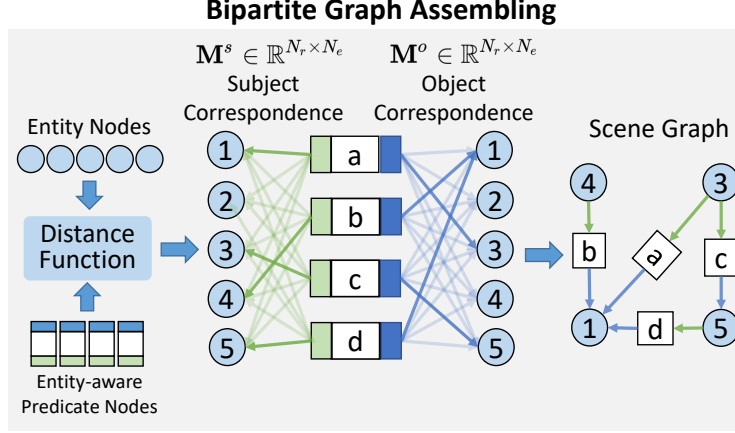 Bipartite Graph Assembling
M^s ∈ ℝ^{N_r×N_e}
Subject
Correspondence
M^o ∈ ℝ^{N_r×N_e}
Object
Correspondence
Entity Nodes
Distance
Function
Entity-aware
Predicate Nodes
1
2
3
4
5
a
b
c
d
1
2
3
4
5
Scene Graph
4
3
b
a
c
1
d
5